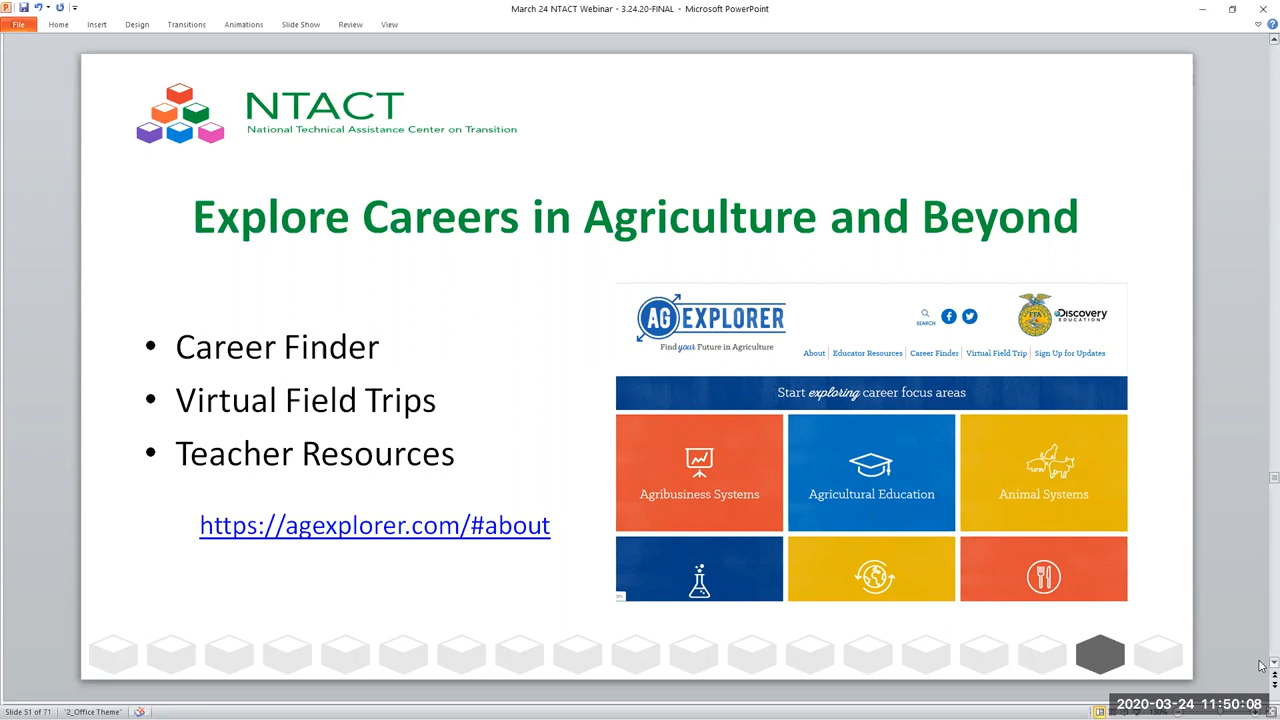 March 24 NTACT Webinar - 3.24.20-FINAL - Microsoft PowerPoint
File Home Insert Design Transitions Animations Slide Show Review View
NTACT
National Technical Assistance Center on Transition
Explore Careers in Agriculture and Beyond
• Career Finder
• Virtual Field Trips
• Teacher Resources
https://agexplorer.com/#about
AG EXPLORER
Find your Future in Agriculture
SEARCH
FFA
Discovery
EDUCATION
About Educator Resources Career Finder Virtual Field Trip Sign Up for Updates
Start exploring career focus areas
Agribusiness Systems
Agricultural Education
Animal Systems
2020-03-24 11:50:08
Slide 51 of 71 "2_Office Theme"